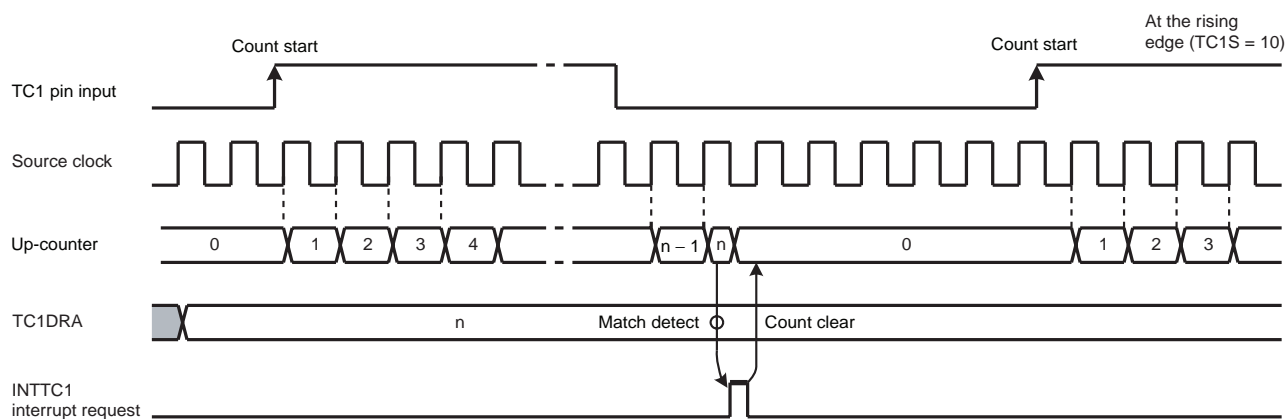 At the rising
edge (TC1S = 10)
Count start
Count start
TC1 pin input
Source clock
Up-counter
0
1
2
3
4
n – 1
n
0
1
2
3
TC1DRA
n
Match detect
Count clear
INTTC1
interrupt request